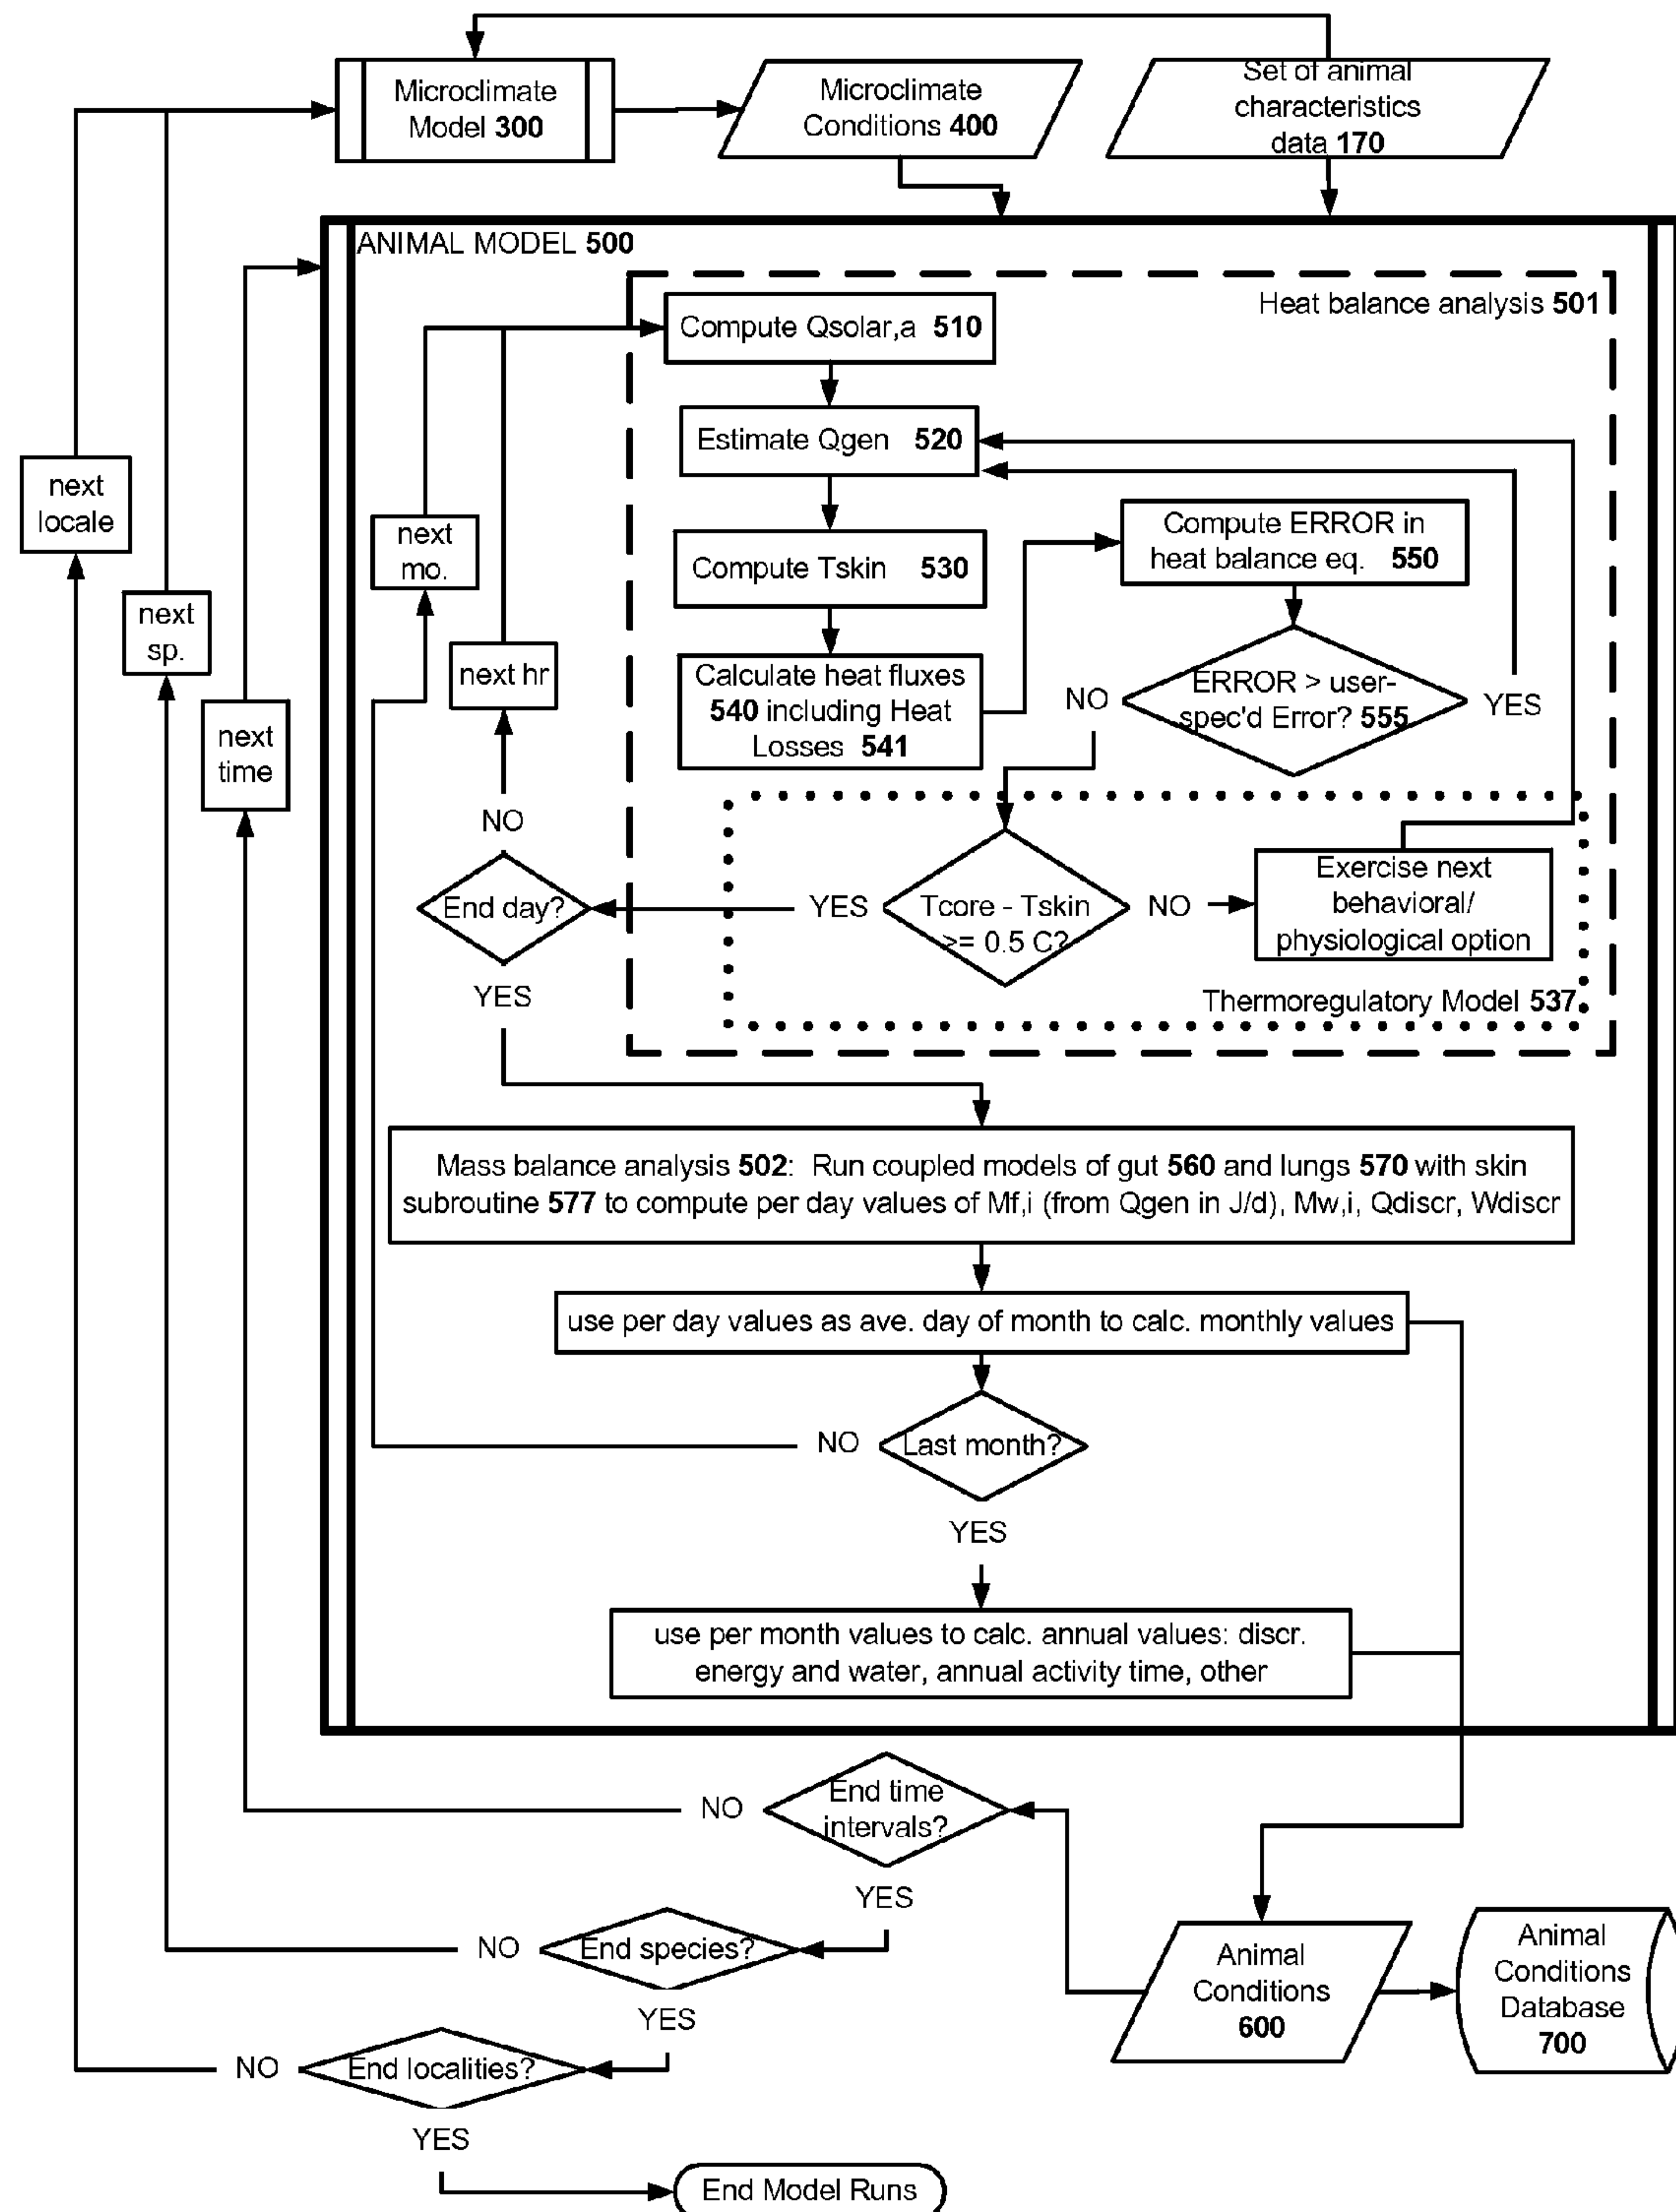 Microclimate
Model 300
Microclimate
Conditions 400
Set of animal
characteristics
data 170
ANIMAL MODEL 500
Heat balance analysis 501
Compute Qsolar,a 510
Estimate Qgen 520
Compute Tskin 530
Calculate heat fluxes
540 including Heat
Losses 541
Compute ERROR in
heat balance eq. 550
ERROR > user-
spec'd Error? 555
NO
YES
next
locale
next
sp.
next
time
next
mo.
next hr
NO
End day?
YES
YES
Tcore - Tskin
>= 0.5 C?
NO
Exercise next
behavioral/
physiological option
Thermoregulatory Model 537
Mass balance analysis 502: Run coupled models of gut 560 and lungs 570 with skin
subroutine 577 to compute per day values of Mf,i (from Qgen in J/d), Mw,i, Qdiscr, Wdiscr
use per day values as ave. day of month to calc. monthly values
NO
Last month?
YES
use per month values to calc. annual values: discr.
energy and water, annual activity time, other
NO
End time
intervals?
YES
NO
End species?
YES
NO
End localities?
YES
End Model Runs
Animal
Conditions
600
Animal
Conditions
Database
700